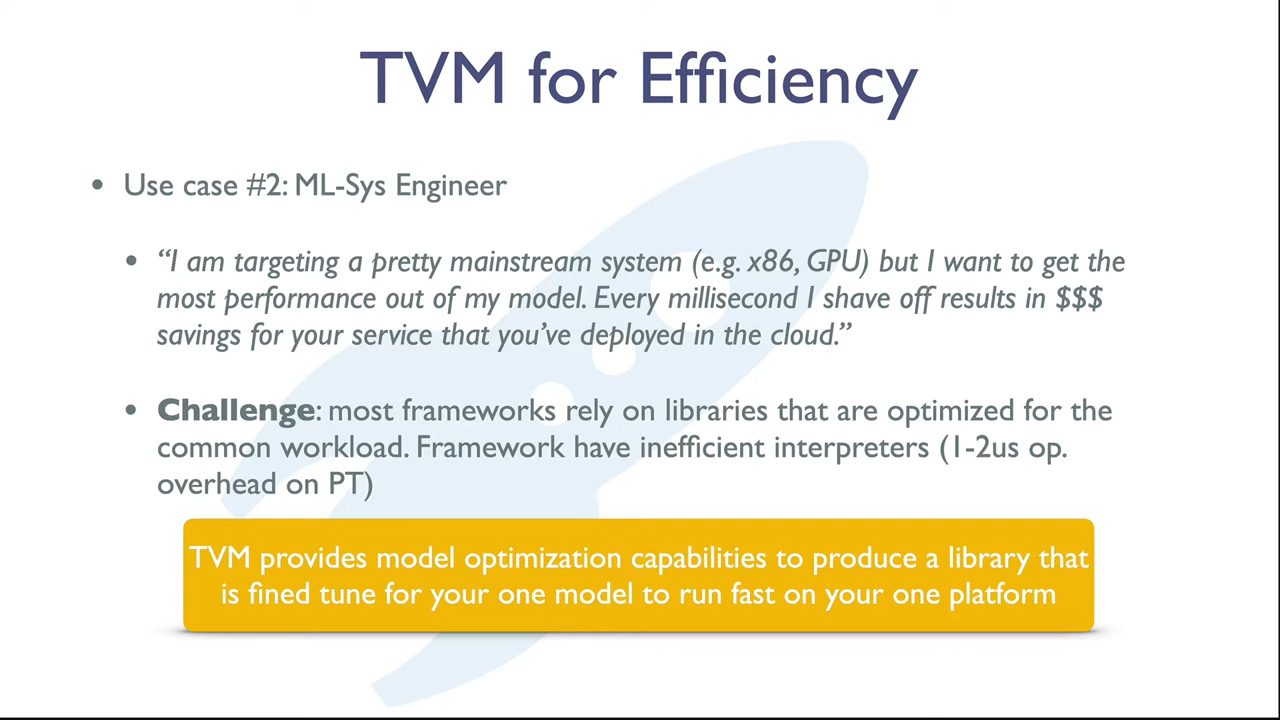 TVM for Efficiency
• Use case #2: ML-Sys Engineer
• “I am targeting a pretty mainstream system (e.g. x86, GPU) but I want to get the
most performance out of my model. Every millisecond I shave off results in $$$
savings for your service that you’ve deployed in the cloud.”
• Challenge: most frameworks rely on libraries that are optimized for the
common workload. Framework have inefficient interpreters (1-2us op.
overhead on PT)
TVM provides model optimization capabilities to produce a library that
is fined tune for your one model to run fast on your one platform